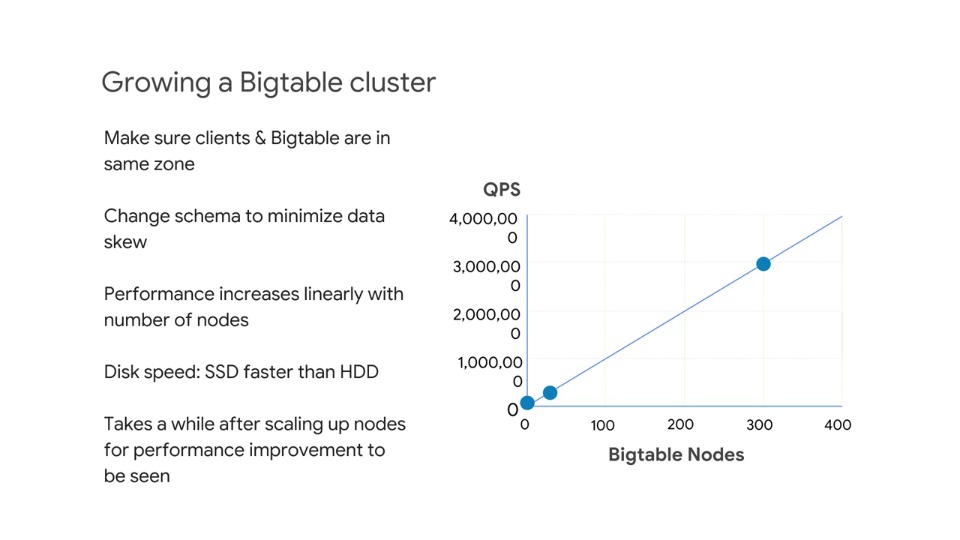 Growing a Bigtable cluster
Make sure clients & Bigtable are in
same zone
Change schema to minimize data
skew
Performance increases linearly with
number of nodes
Disk speed: SSD faster than HDD
Takes a while after scaling up nodes
for performance improvement to
be seen
QPS
4,000,00
0
3,000,00
0
2,000,00
0
1,000,00
0
0
0 100 200 300 400
Bigtable Nodes